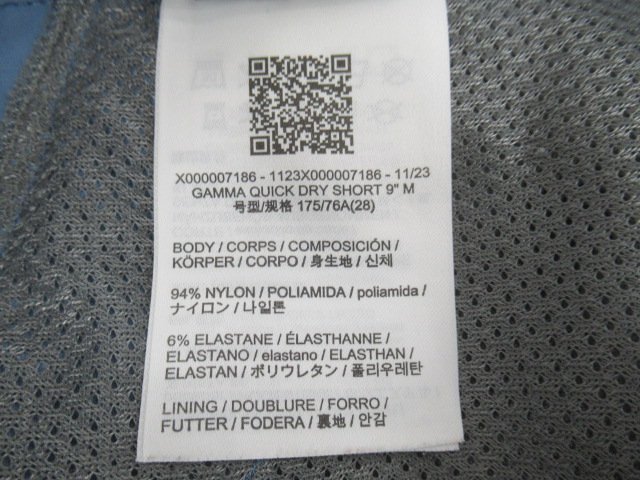 X000007186 - 1123X000007186 - 11/23
GAMMA QUICK DRY SHORT 9" M
号型/规格 175/76A(28)
BODY / CORPS / COMPOSICIÓN /
KÖRPER / CORPO / 身生地 / 신체
94% NYLON / POLIAMIDA / poliamida /
ナイロン / 나일론
6% ELASTANE / ÉLASTHANNE /
ELASTANO / elastano / ELASTHAN /
ELASTAN / ポリウレタン / 폴리우레탄
LINING / DOUBLURE / FORRO /
FUTTER / FODERA / 裏地 / 안감